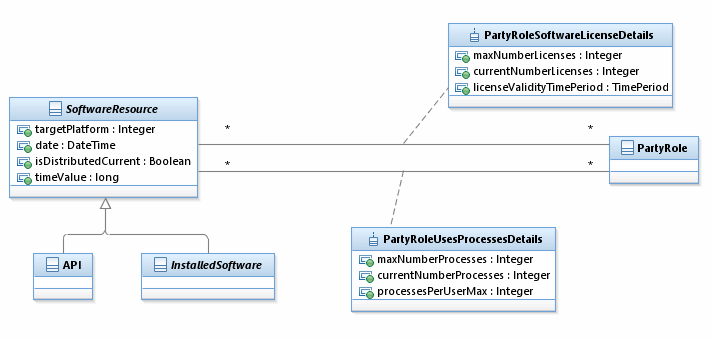 PartyRoleSoftwareLicenseDetails
maxNumberLicenses : Integer
currentNumberLicenses : Integer
licenseValidityTimePeriod : TimePeriod
SoftwareResource
targetPlatform : Integer
date : DateTime
isDistributedCurrent : Boolean
timeValue : long
*
*
*
*
PartyRole
API
InstalledSoftware
PartyRoleUsesProcessesDetails
maxNumberProcesses : Integer
currentNumberProcesses : Integer
processesPerUserMax : Integer